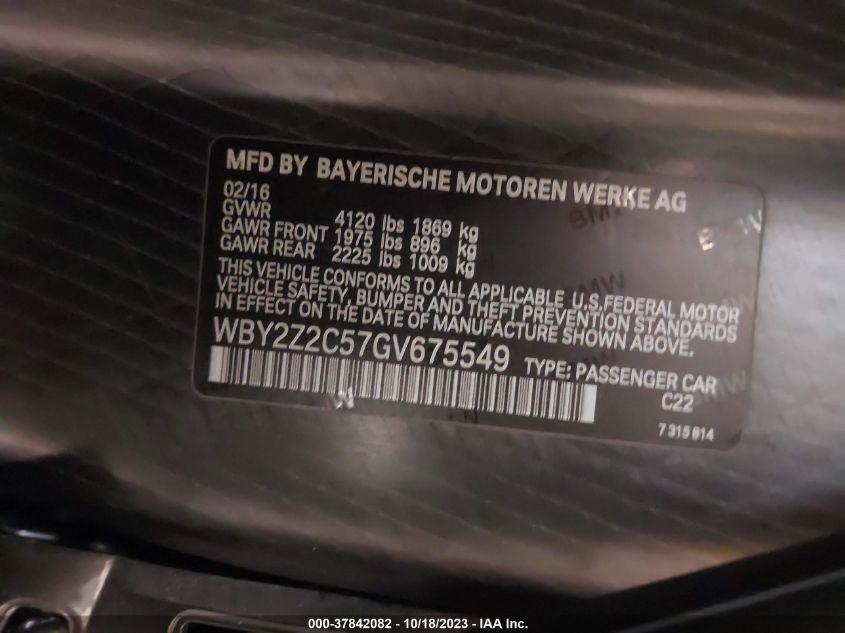 MFD BY BAYERISCHE MOTOREN WERKE AG
02/16
GVWR 4120 lbs 1869 kg
GAWR FRONT 1975 lbs 896 kg
GAWR REAR 2225 lbs 1009 kg
THIS VEHICLE CONFORMS TO ALL APPLICABLE U.S.FEDERAL MOTOR
VEHICLE SAFETY, BUMPER AND THEFT PREVENTION STANDARDS
IN EFFECT ON THE DATE OF MANUFACTURE SHOWN ABOVE.
WBY2Z2C57GV675549 TYPE: PASSENGER CAR
C22
7 315 814
000-37842082 - 10/18/2023 - IAA Inc.